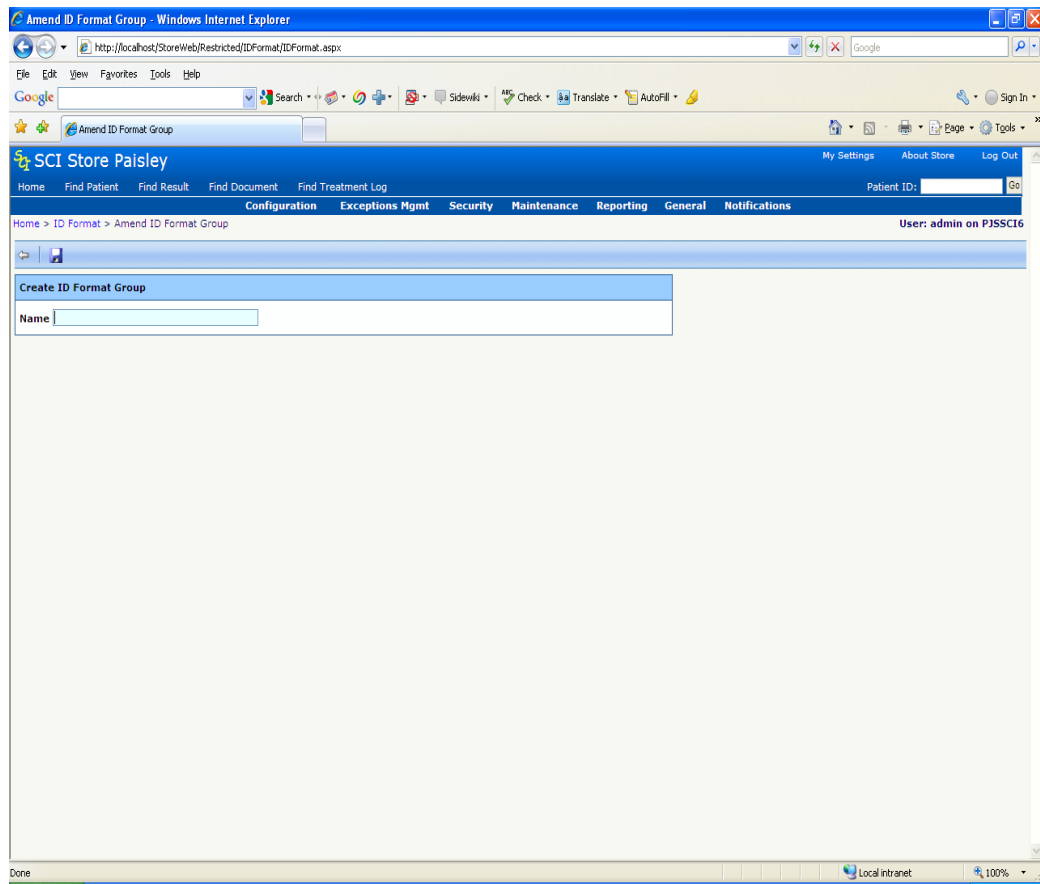 Amend ID Format Group - Windows Internet Explorer
http://localhost/StoreWeb/Restricted/IDFormat/IDFormat.aspx
Google
File Edit View Favorites Tools Help
Google Search Sidewiki ABC Check Translate AutoFill Sign In
Amend ID Format Group Page Tools »
SCI Store Paisley My Settings About Store Log Out
Home Find Patient Find Result Find Document Find Treatment Log Patient ID: Go
Configuration Exceptions Mgmt Security Maintenance Reporting General Notifications
Home > ID Format > Amend ID Format Group User: admin on PJSSCI6
Create ID Format Group
Name
Done Local intranet 100%